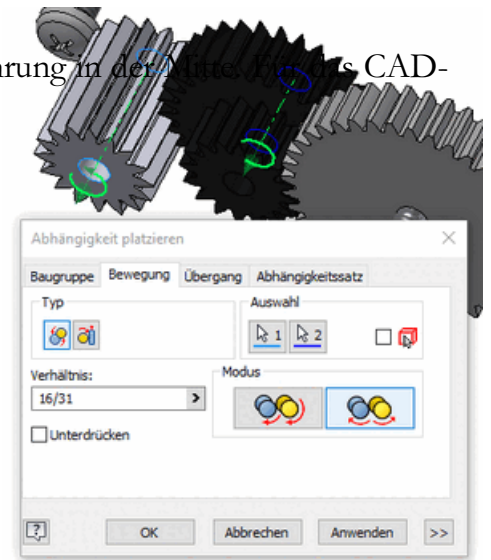 in der Mitte. Für das CAD-
Abhängigkeit platzieren
Baugruppe Bewegung Übergang Abhängigkeitssatz
Typ Auswahl
1 2
Verhältnis: Modus
16/31
Unterdrücken
? OK Abbrechen Anwenden >>